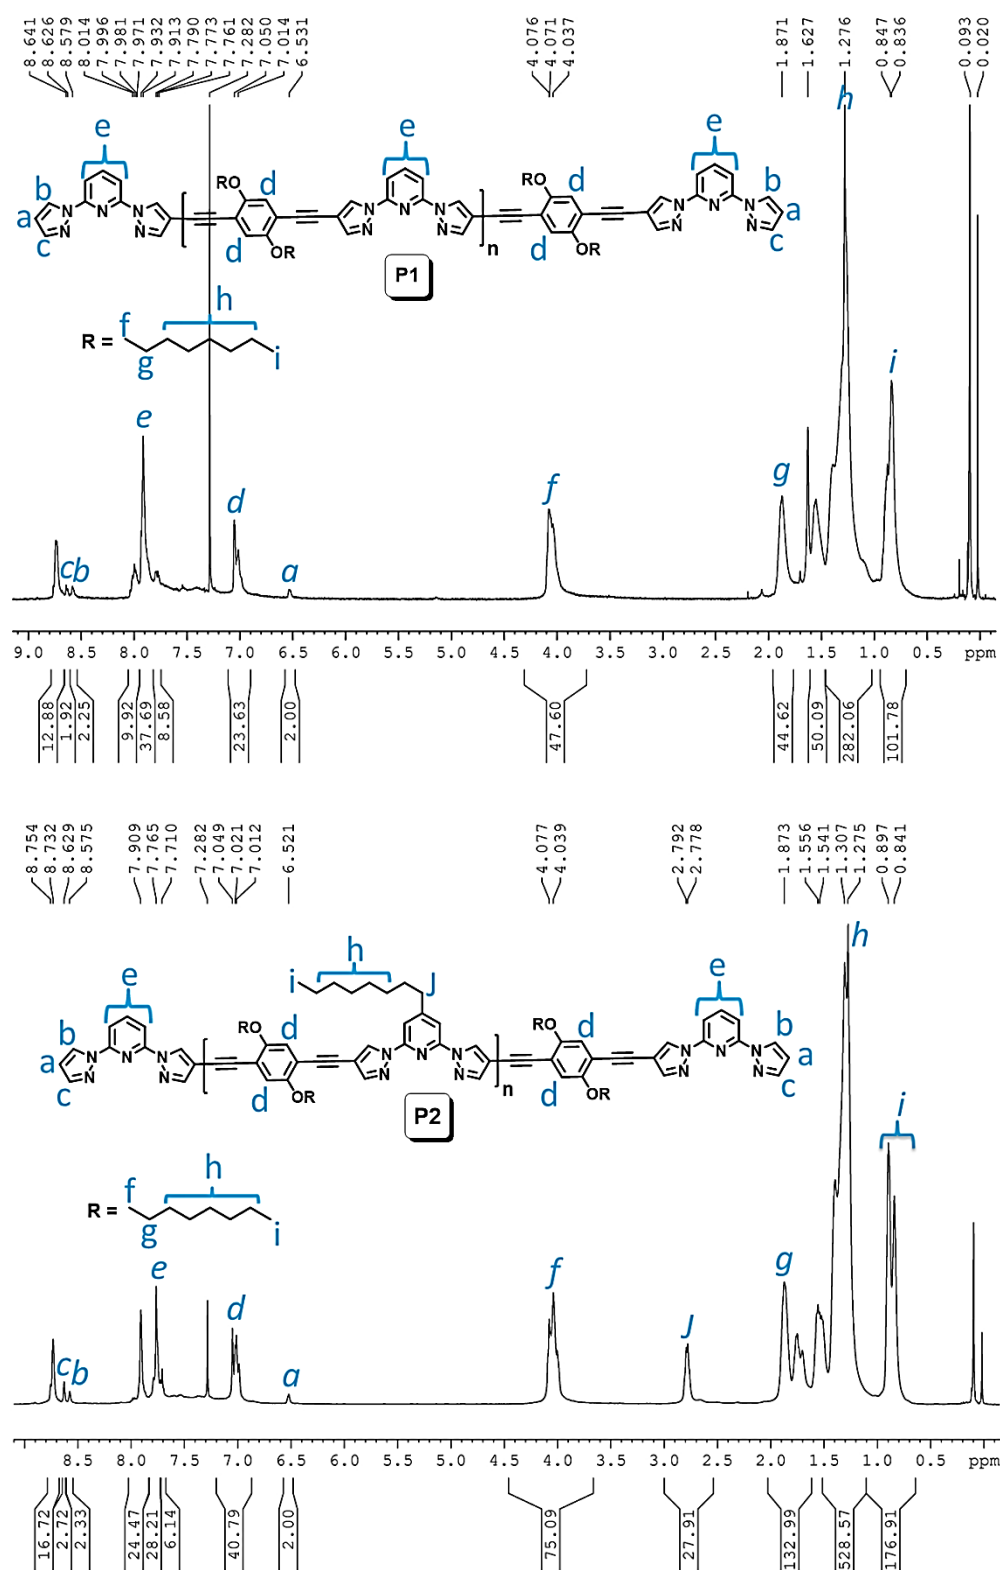 8.641
8.626
8.579
8.014
7.996
7.981
7.971
7.932
7.913
7.790
7.773
7.761
7.282
7.050
7.014
6.531
4.076
4.071
4.037
1.871
1.627
1.276
0.847
0.836
0.093
0.020
h
e e e
b RO d RO d b
a N N N N N N N N N a
c N N d OR N N n d OR N N c
P1
h
R = f g i
e
c b
d
a
f
g
i
9.0 8.5 8.0 7.5 7.0 6.5 6.0 5.5 5.0 4.5 4.0 3.5 3.0 2.5 2.0 1.5 1.0 0.5 ppm
12.88
1.92
2.25
9.92
37.69
8.58
23.63
2.00
47.60
44.62
50.09
282.06
101.78
8.754
8.732
8.629
8.575
7.909
7.765
7.710
7.282
7.049
7.021
7.012
6.521
4.077
4.039
2.792
2.778
1.873
1.556
1.541
1.307
1.275
0.897
0.841
h
h
i J
e e
b RO d RO d b
a N N N N N N N N N a
c N N d OR N N n d OR N N c
P2
i
h
R = f g i
e
c b
d
a
f
J
g
8.5 8.0 7.5 7.0 6.5 6.0 5.5 5.0 4.5 4.0 3.5 3.0 2.5 2.0 1.5 1.0 0.5 ppm
16.72
2.72
2.33
24.47
28.21
6.14
40.79
2.00
75.09
27.91
132.99
528.57
176.91